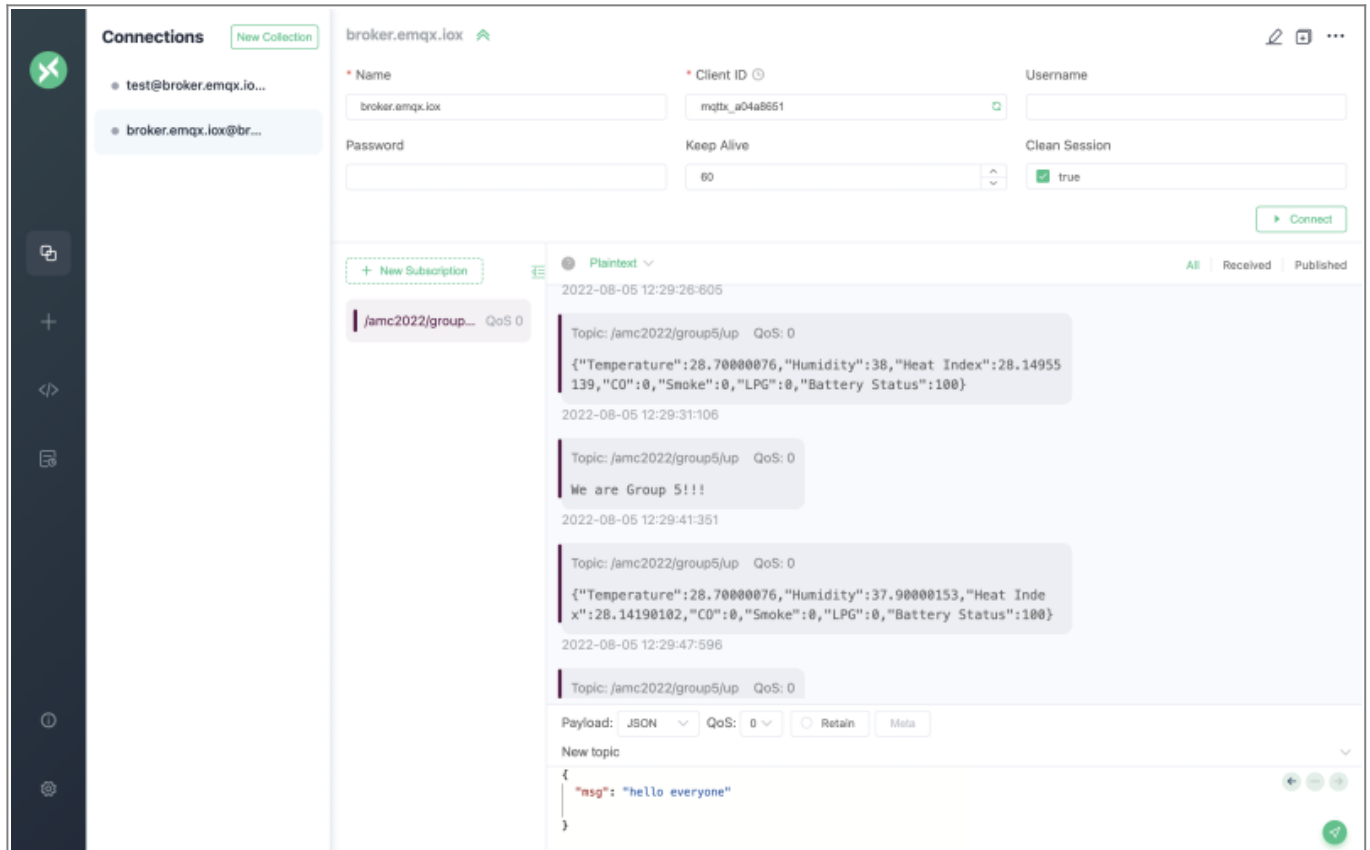 Connections
New Collection
test@broker.emqx.io...
broker.emqx.iox@br...
broker.emqx.iox
* Name
* Client ID
Username
broker.emqx.iox
mqttx_a04a8651
Password
Keep Alive
Clean Session
60
true
Connect
+ New Subscription
/amc2022/group... QoS 0
Plaintext
All
Received
Published
2022-08-05 12:29:26:605
Topic: /amc2022/group5/up QoS: 0
{"Temperature":28.70000076,"Humidity":38,"Heat Index":28.14955
139,"CO":0,"Smoke":0,"LPG":0,"Battery Status":100}
2022-08-05 12:29:31:106
Topic: /amc2022/group5/up QoS: 0
We are Group 5!!!
2022-08-05 12:29:41:351
Topic: /amc2022/group5/up QoS: 0
{"Temperature":28.70000076,"Humidity":37.90000153,"Heat Inde
x":28.14190102,"CO":0,"Smoke":0,"LPG":0,"Battery Status":100}
2022-08-05 12:29:47:596
Topic: /amc2022/group5/up QoS: 0
Payload: JSON QoS: 0 Retain Meta
New topic
{
"msg": "hello everyone"
}